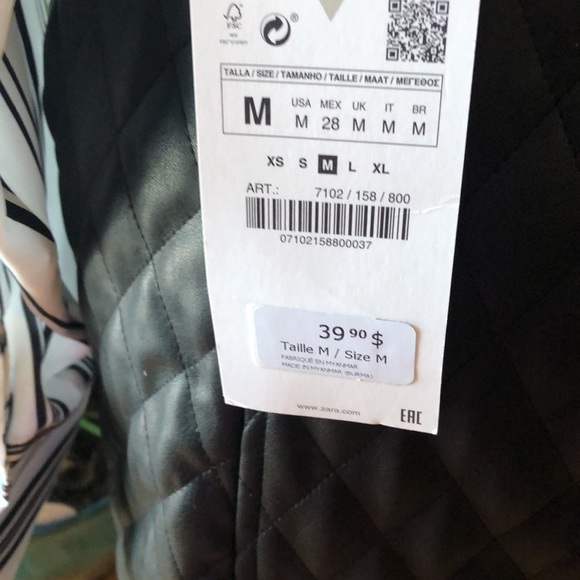 FSC
TALLA / SIZE / TAMANHO / TAILLE / MAAT / ΜΕΓΕΘΟΣ
M
USA MEX UK IT BR
M 28 M M M
XS S M L XL
ART.: 7102 / 158 / 800
07102158800037
39 90 $
Taille M / Size M
FABRIQUÉ EN MYANMAR
MADE IN MYANMAR (BURMA)
www.zara.com
EAC